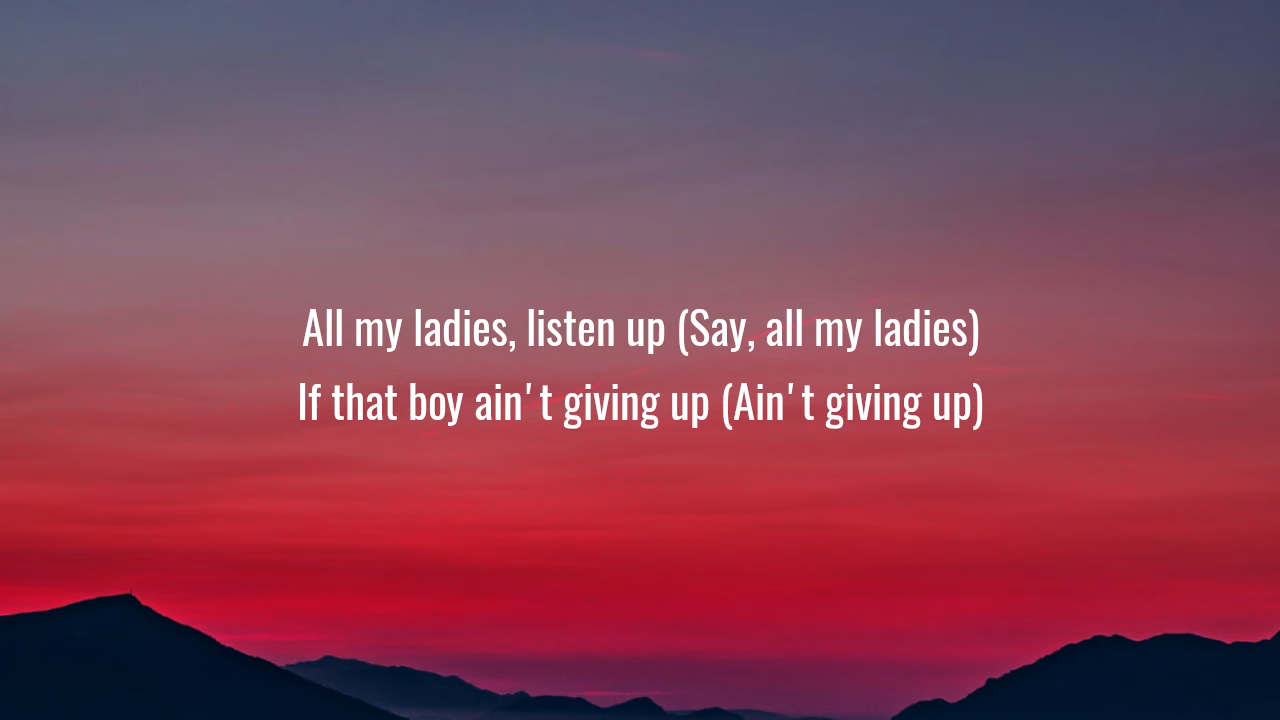 All my ladies, listen up (Say, all my ladies)
If that boy ain't giving up (Ain't giving up)